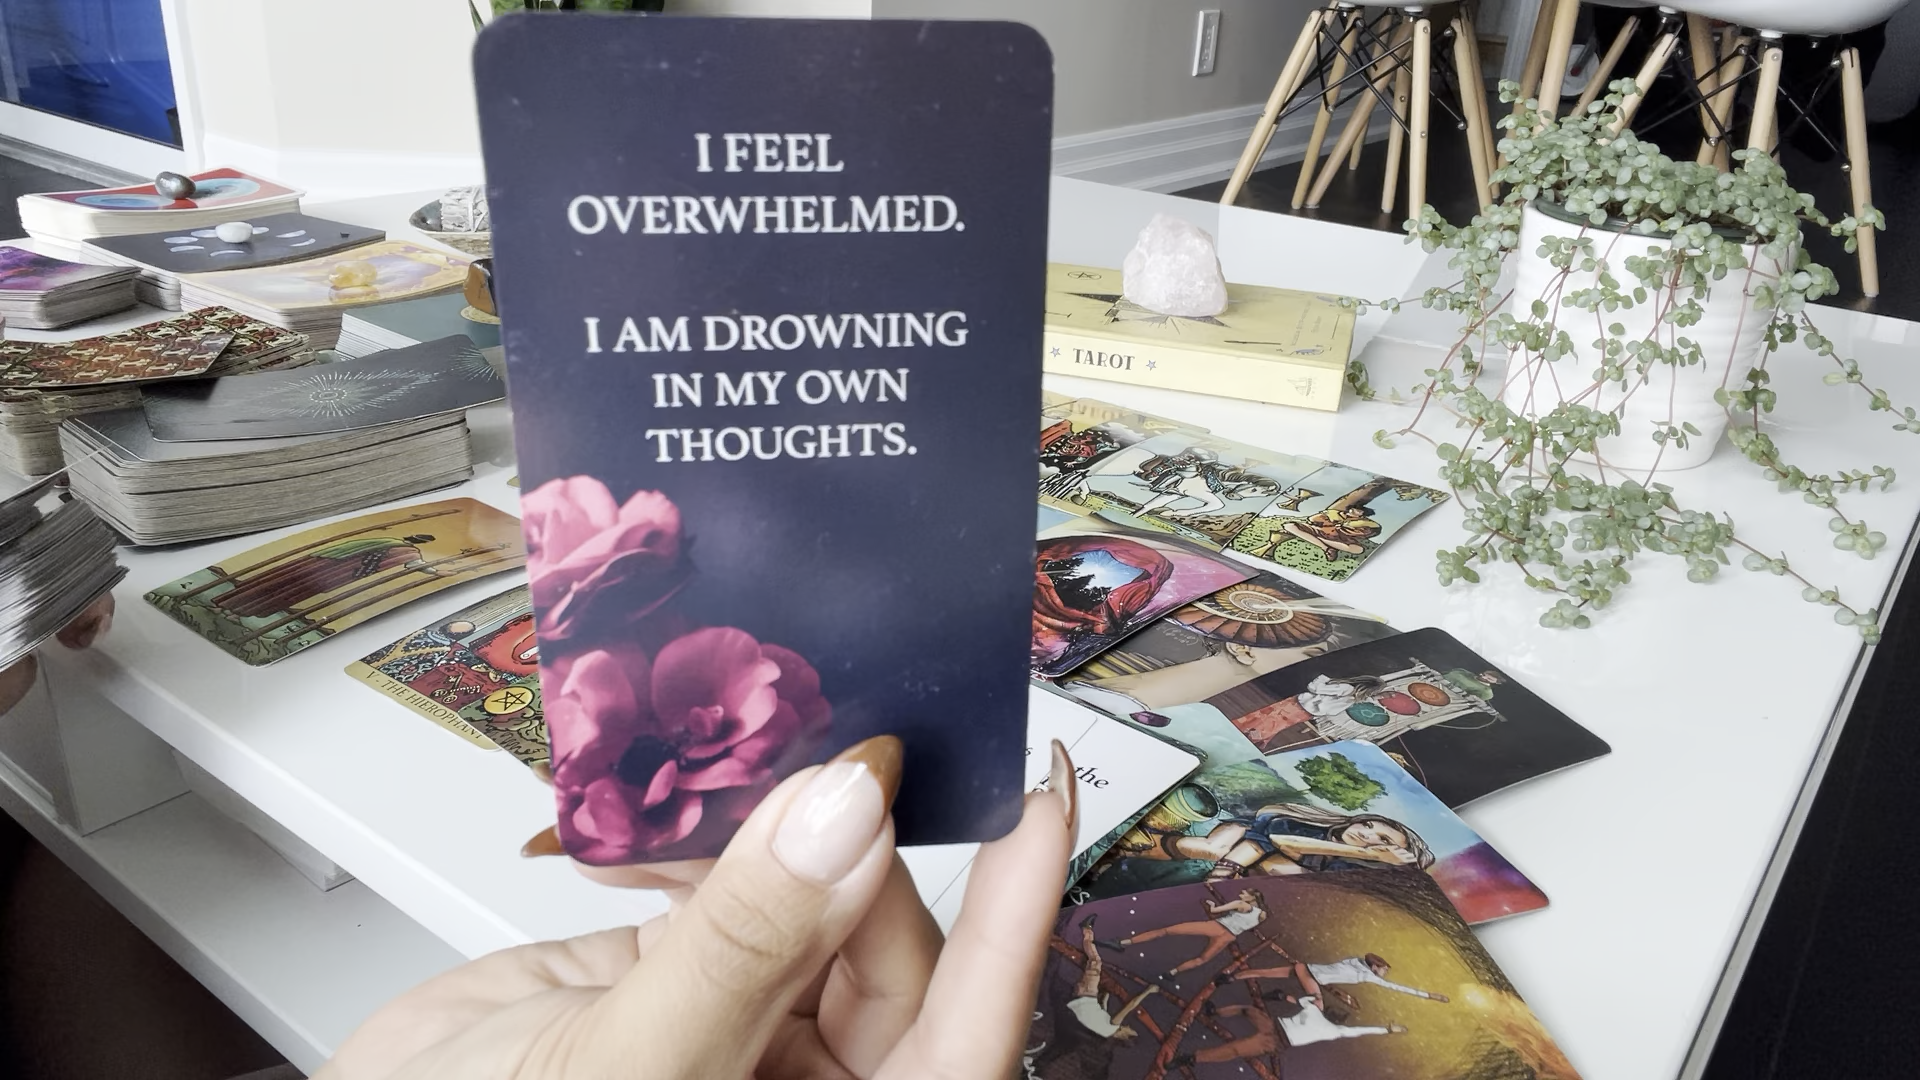 I FEEL
OVERWHELMED.
I AM DROWNING
IN MY OWN
THOUGHTS.
TAROT
V - THE HIEROPHANT
the